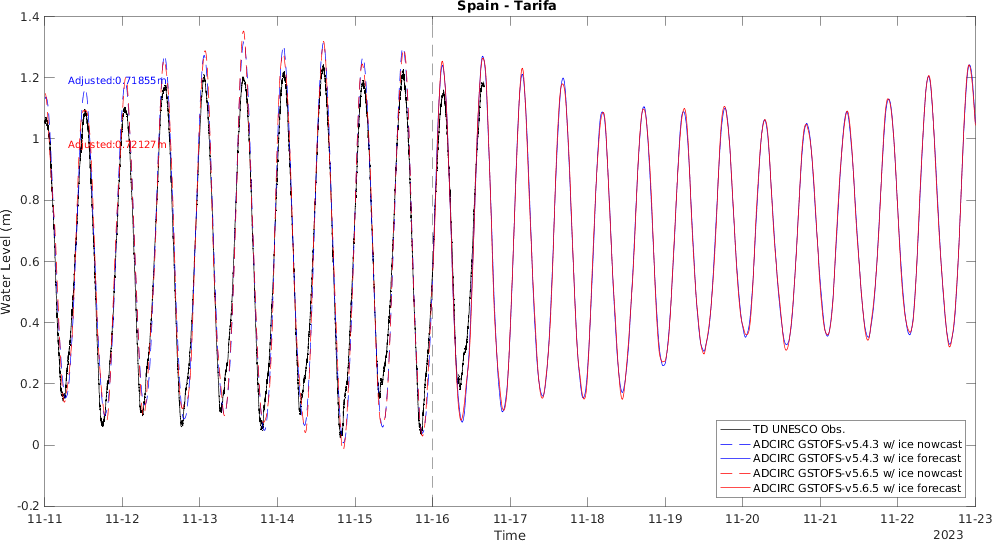 Spain - Tarifa
1.4
1.2
1
0.8
0.6
0.4
0.2
0
-0.2
Water Level (m)
Adjusted:0.71855m
Adjusted:0.72127m
TD UNESCO Obs.
ADCIRC GSTOFS-v5.4.3 w/ ice nowcast
ADCIRC GSTOFS-v5.4.3 w/ ice forecast
ADCIRC GSTOFS-v5.6.5 w/ ice nowcast
ADCIRC GSTOFS-v5.6.5 w/ ice forecast
11-11 11-12 11-13 11-14 11-15 11-16 11-17 11-18 11-19 11-20 11-21 11-22 11-23
Time
2023